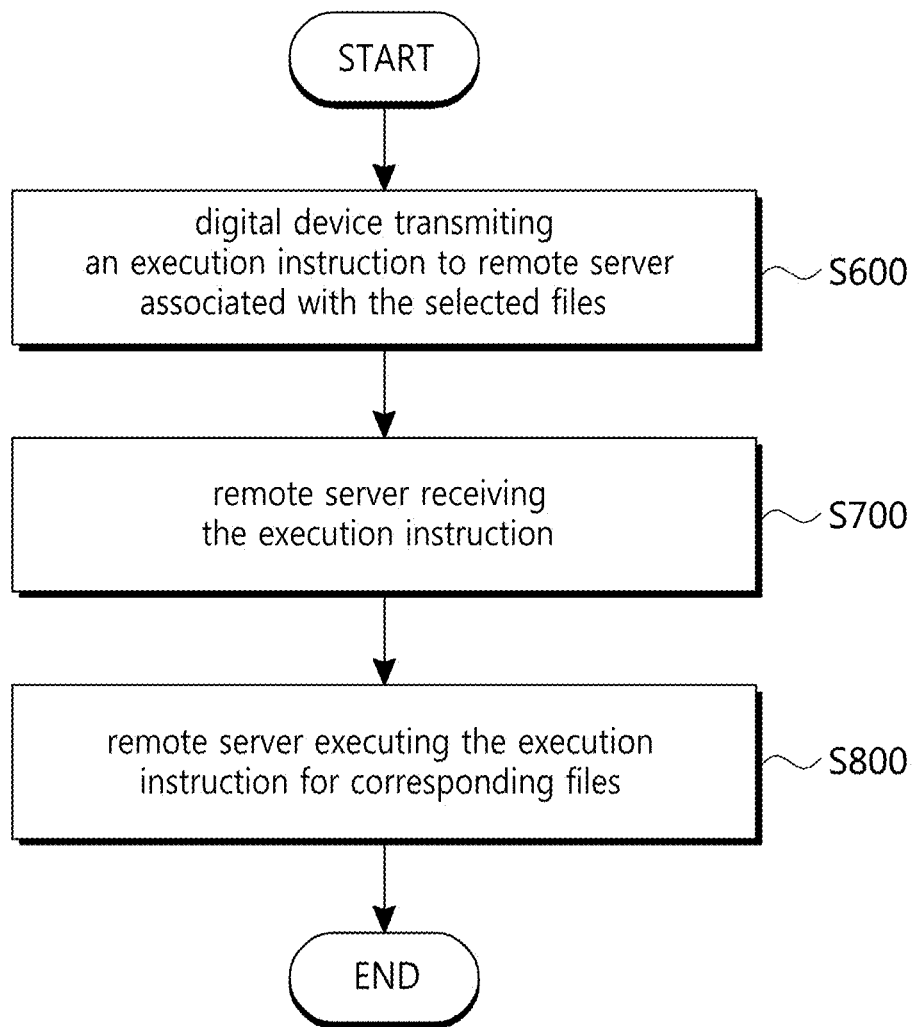 START
digital device transmiting
an execution instruction to remote server
associated with the selected files
S600
remote server receiving
the execution instruction
S700
remote server executing the execution
instruction for corresponding files
S800
END